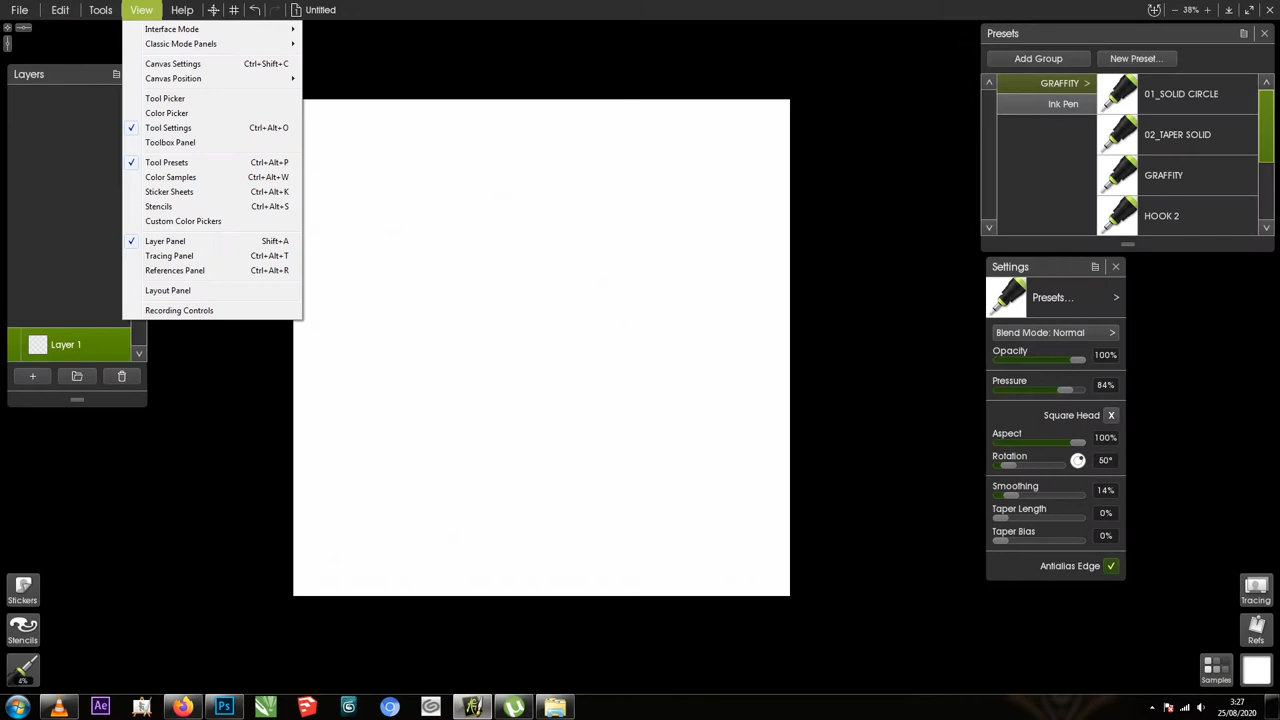 File Edit Tools View Help Untitled 38%
Interface Mode
Classic Mode Panels
Canvas Settings Ctrl+Shift+C
Canvas Position
Tool Picker
Color Picker
Tool Settings Ctrl+Alt+O
Toolbox Panel
Tool Presets Ctrl+Alt+P
Color Samples Ctrl+Alt+W
Sticker Sheets Ctrl+Alt+K
Stencils Ctrl+Alt+S
Custom Color Pickers
Layer Panel Shift+A
Tracing Panel Ctrl+Alt+T
References Panel Ctrl+Alt+R
Layout Panel
Recording Controls
Layers
Layer 1
Stickers
Stencils
4%
Presets
Add Group New Preset...
GRAFFITY >
Ink Pen
01_SOLID CIRCLE
02_TAPER SOLID
GRAFFITY
HOOK 2
Settings
Presets... >
Blend Mode: Normal >
Opacity 100%
Pressure 84%
Square Head X
Aspect 100%
Rotation 50°
Smoothing 14%
Taper Length 0%
Taper Bias 0%
Antialias Edge
Tracing
Refs
Samples
Ae Ps
3:27
25/08/2020